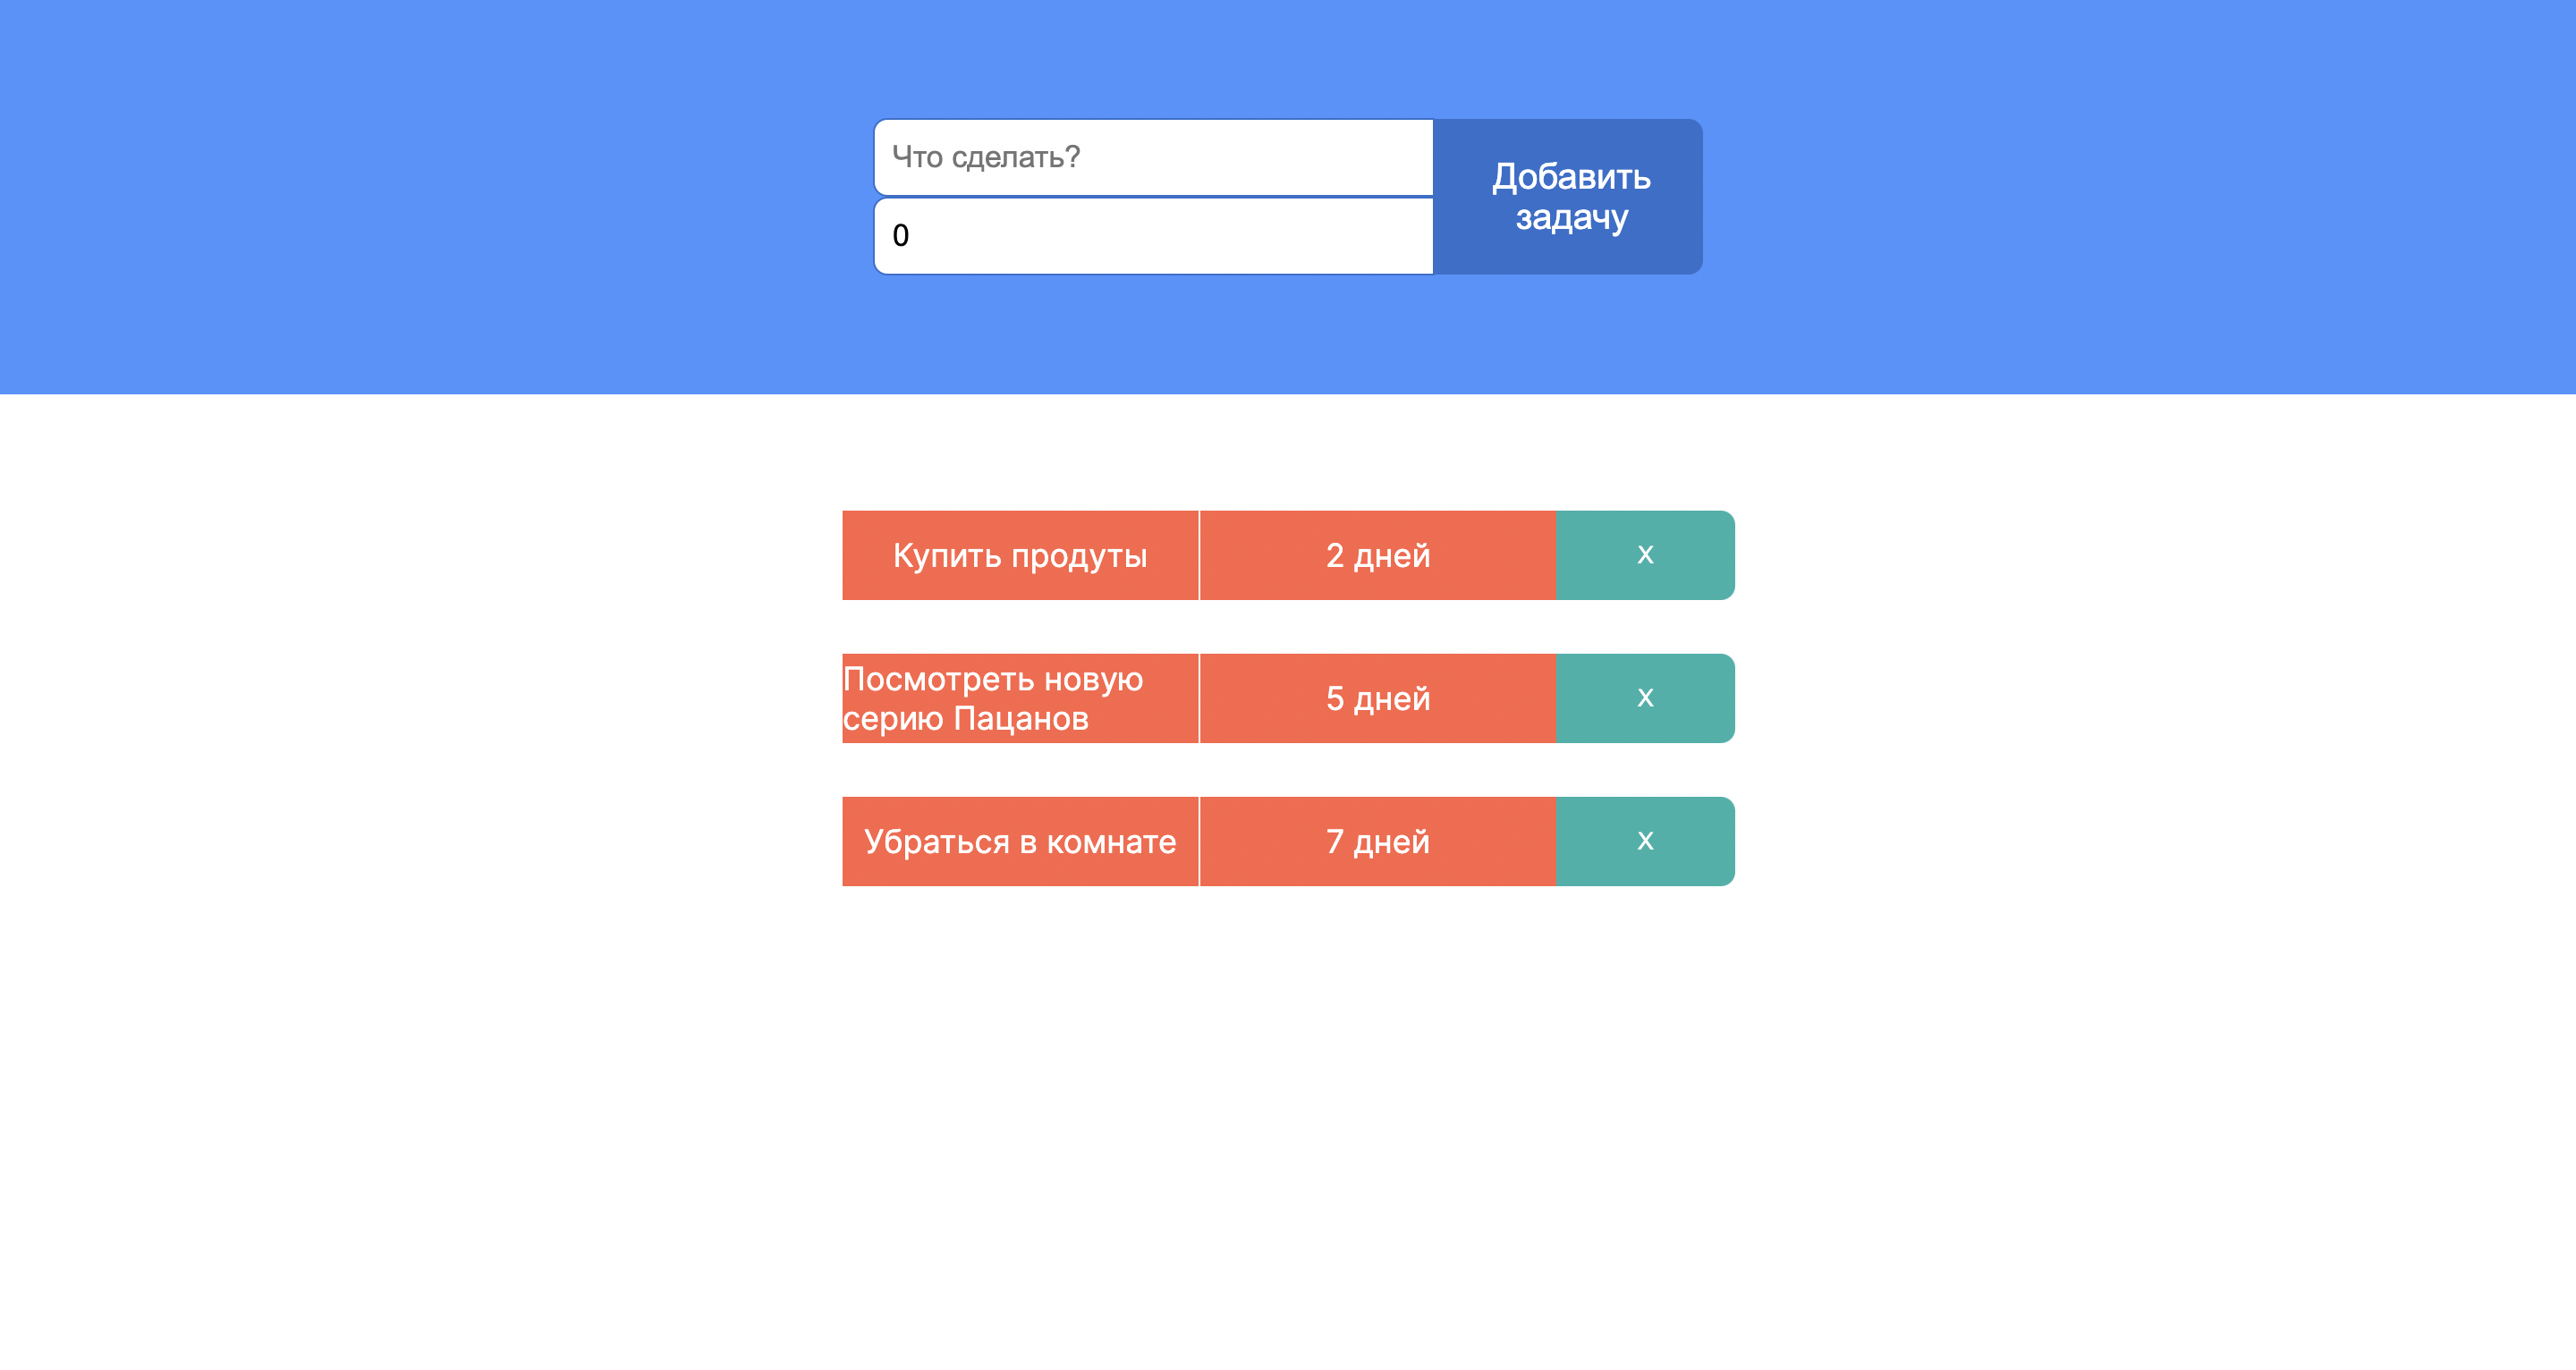 Что сделать?
0
Добавить
задачу
Купить продуты
2 дней
x
Посмотреть новую
серию Пацанов
5 дней
x
Убраться в комнате
7 дней
x